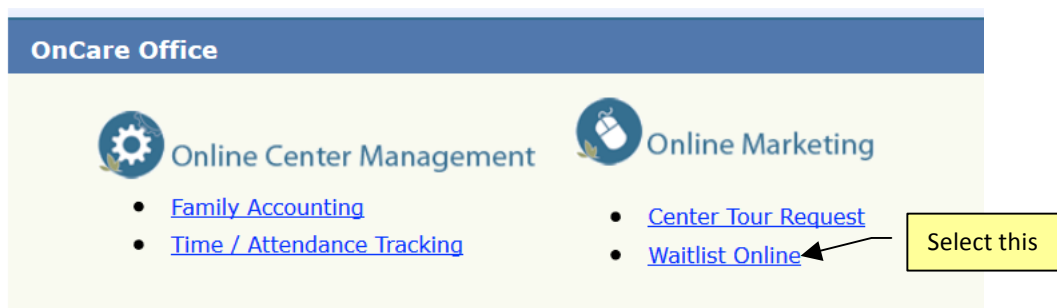 OnCare Office
Online Center Management
• Family Accounting
• Time / Attendance Tracking
Online Marketing
• Center Tour Request
• Waitlist Online
Select this